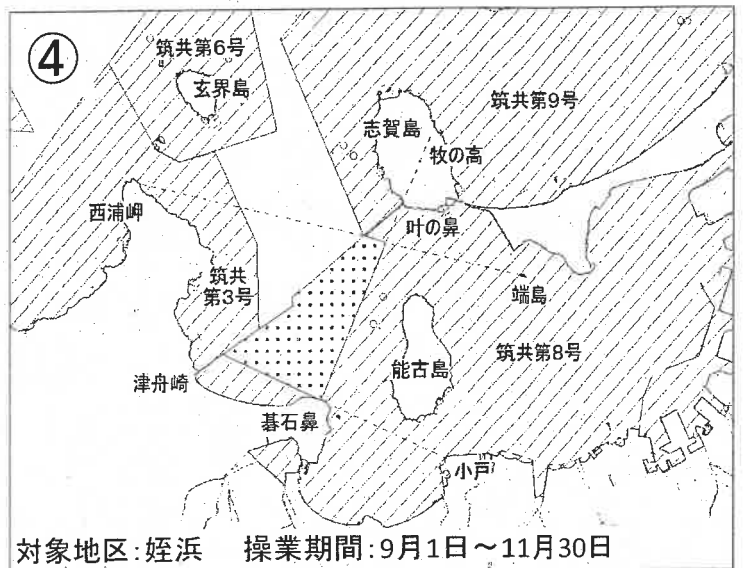 ④
筑共第6号
玄界島
志賀島
筑共第9号
牧の高
西浦岬
叶の鼻
筑共
第3号
端島
能古島
筑共第8号
津舟崎
碁石鼻
小戸
対象地区:姪浜 操業期間:9月1日～11月30日